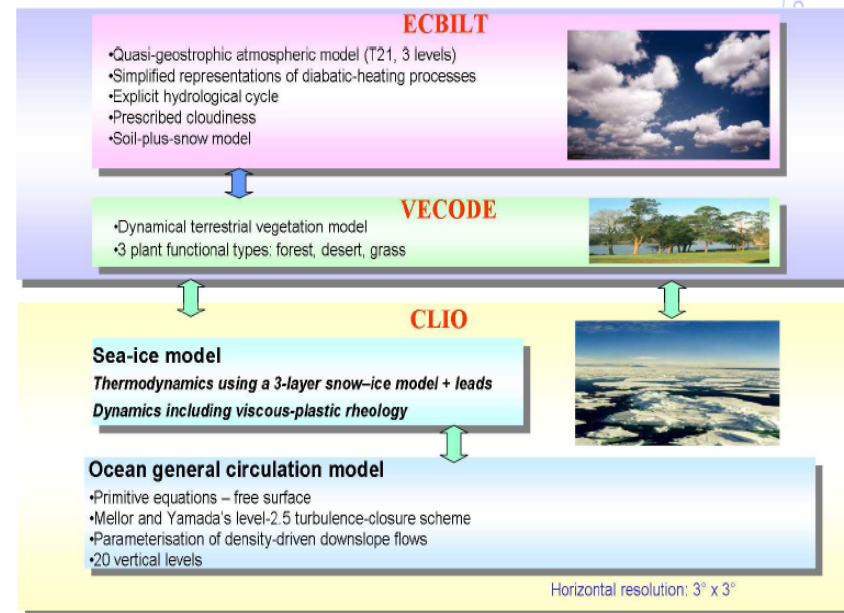 ECBILT
•Quasi-geostrophic atmospheric model (T21, 3 levels)
•Simplified representations of diabatic-heating processes
•Explicit hydrological cycle
•Prescribed cloudiness
•Soil-plus-snow model
VECODE
•Dynamical terrestrial vegetation model
•3 plant functional types: forest, desert, grass
CLIO
Sea-ice model
Thermodynamics using a 3-layer snow–ice model + leads
Dynamics including viscous-plastic rheology
Ocean general circulation model
•Primitive equations – free surface
•Mellor and Yamada's level-2.5 turbulence-closure scheme
•Parameterisation of density-driven downslope flows
•20 vertical levels
Horizontal resolution: 3° x 3°